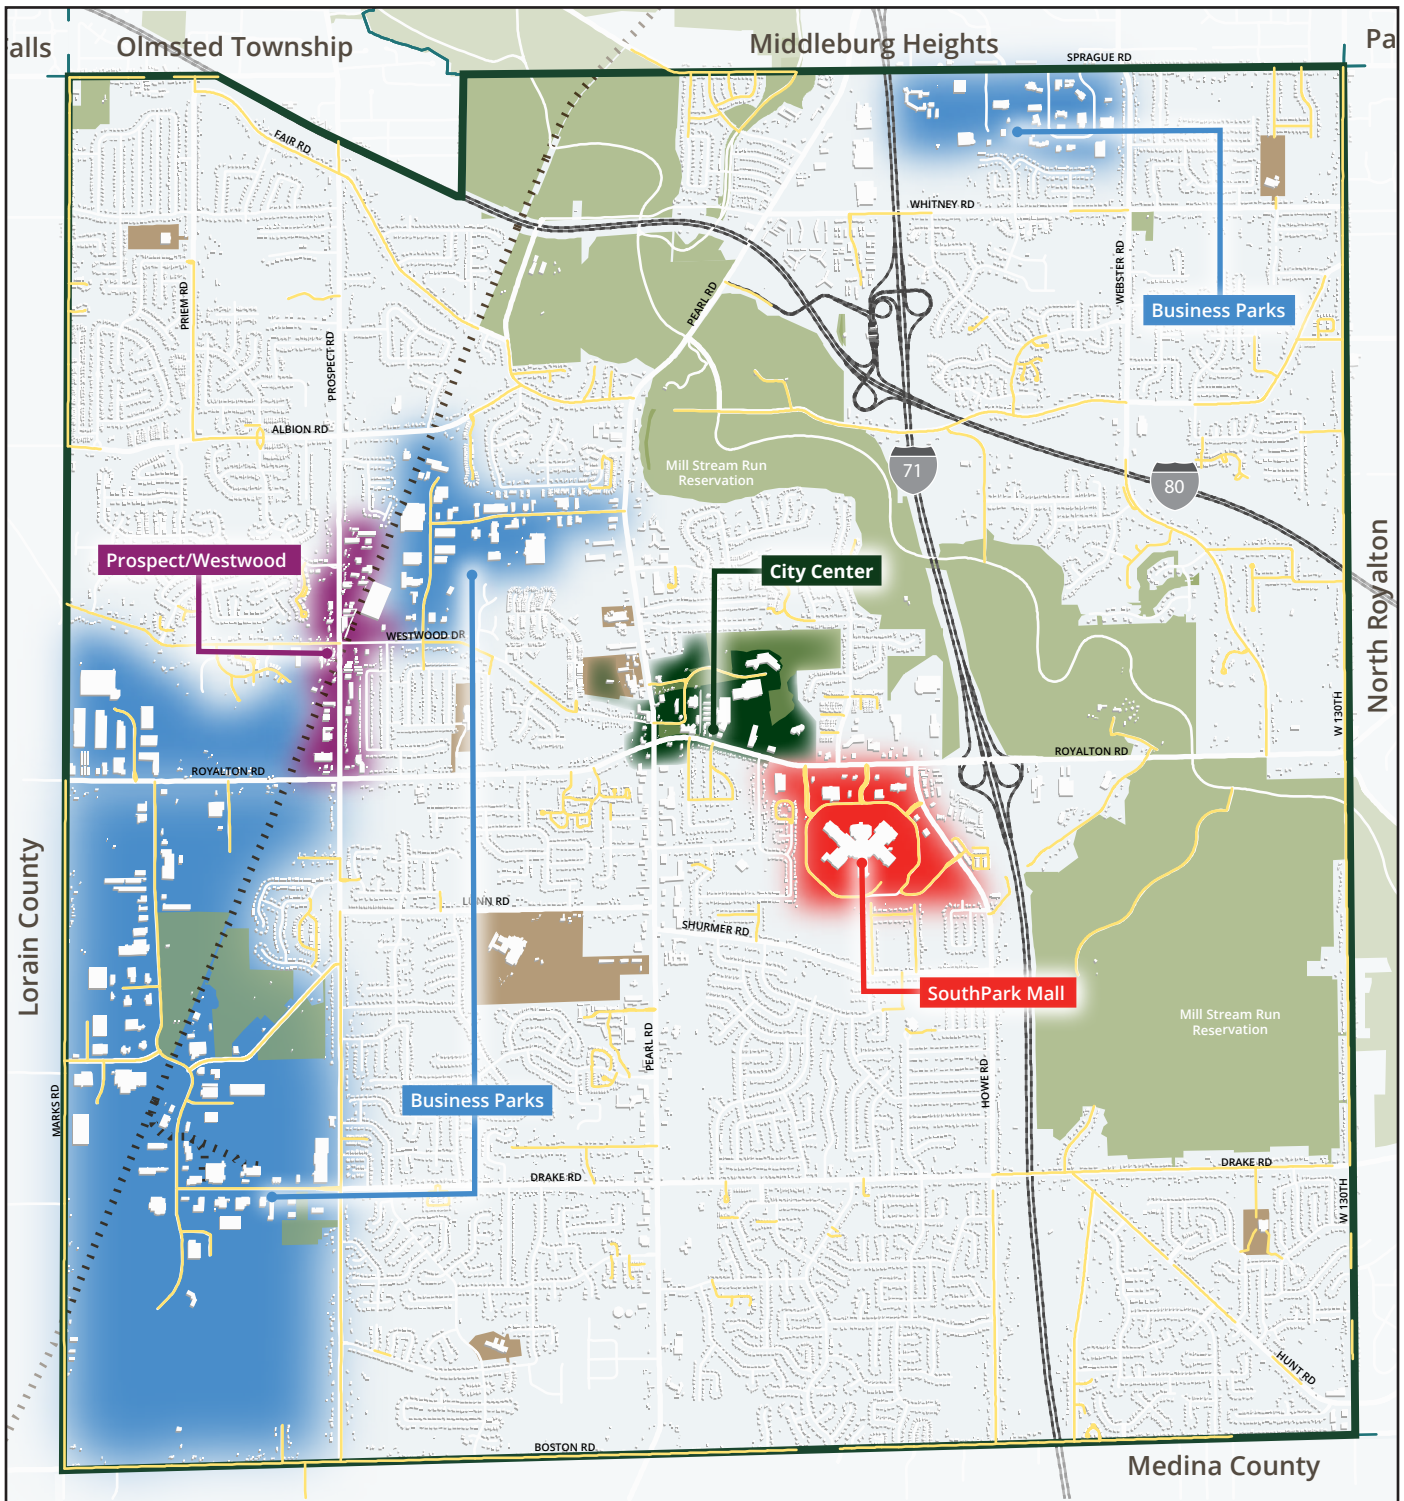 alls
Olmsted Township
Middleburg Heights
Pa
SPRAGUE RD
FAIR RD
WHITNEY RD
WEBSTER RD
PRIEM RD
PEARL RD
Business Parks
PROSPECT RD
ALBION RD
Mill Stream Run
Reservation
71
80
Prospect/Westwood
City Center
North Royalton
WESTWOOD DR
W 130TH
ROYALTON RD
ROYALTON RD
Lorain County
LUNN RD
SHURMER RD
SouthPark Mall
Mill Stream Run
Reservation
PEARL RD
HOWE RD
MARKS RD
Business Parks
DRAKE RD
DRAKE RD
W 130TH
HUNT RD
BOSTON RD
Medina County